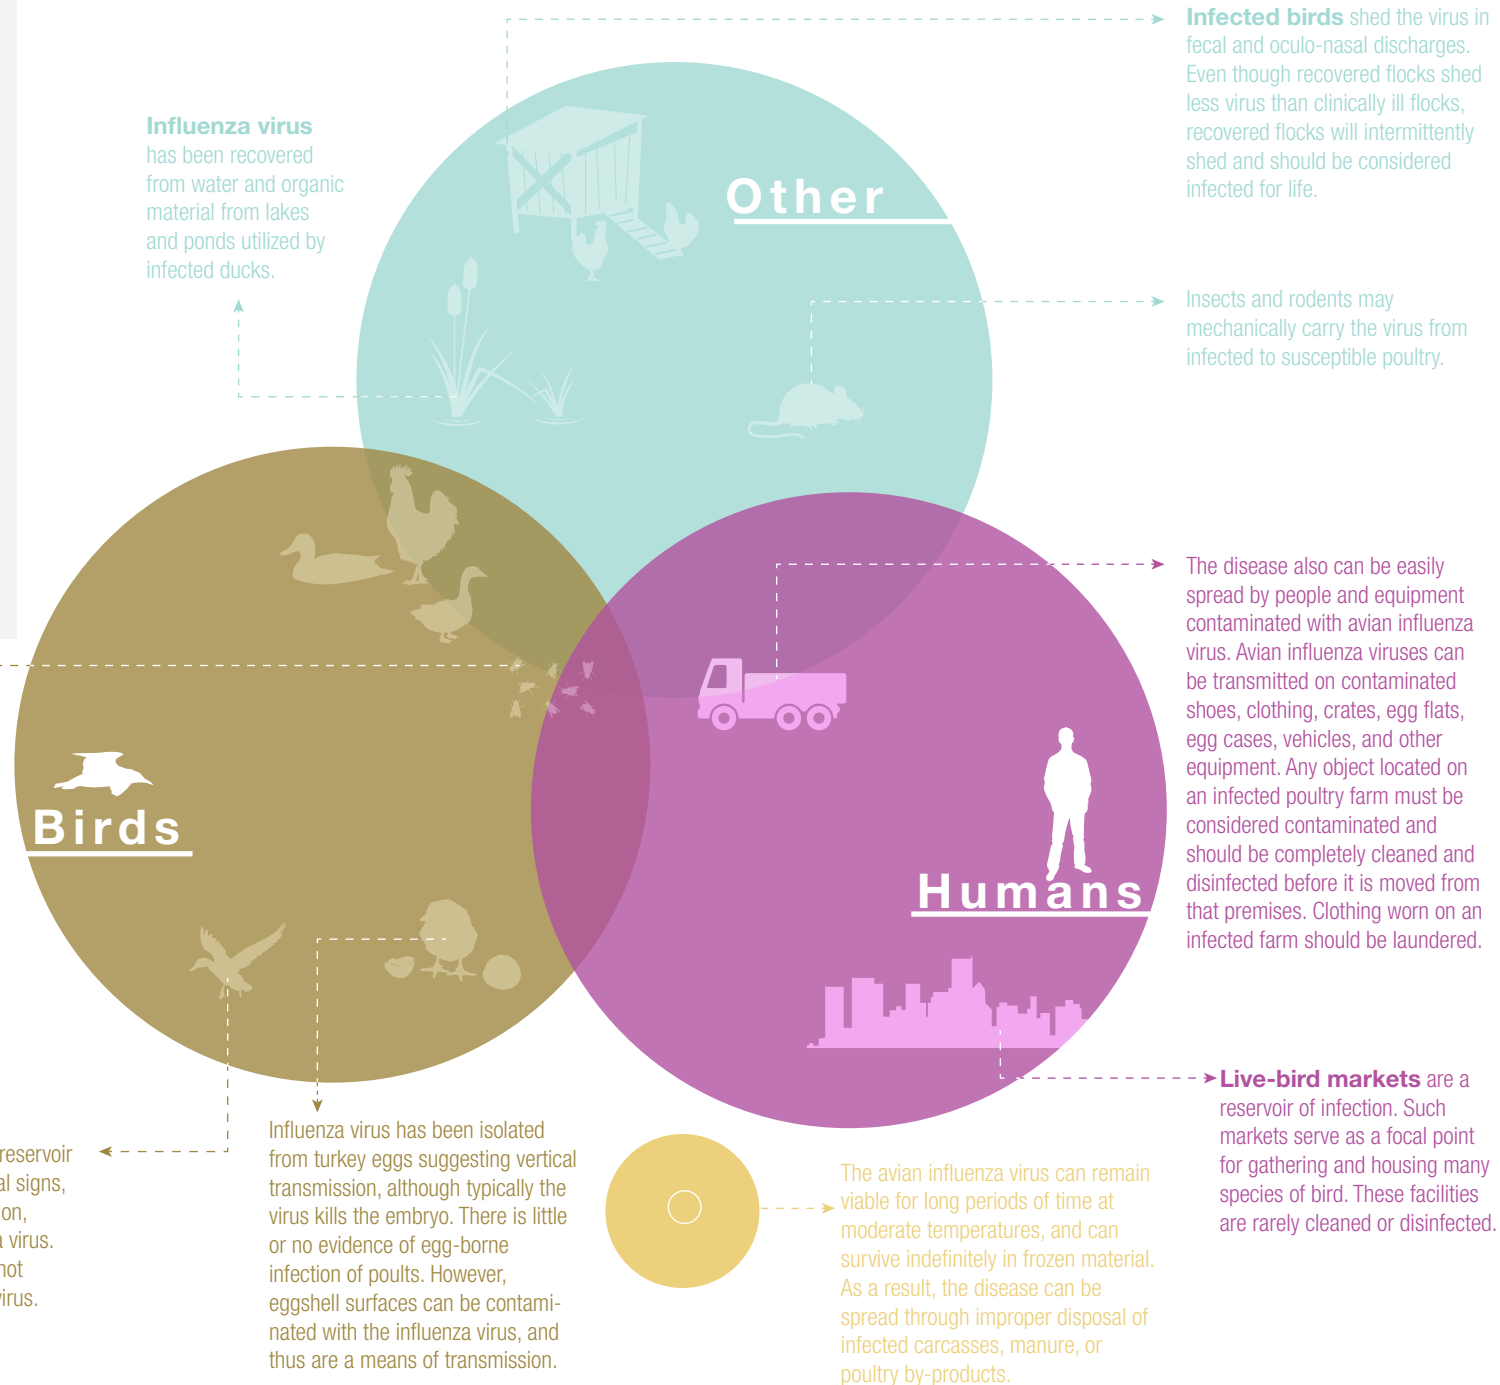 Infected birds shed the virus in
fecal and oculo-nasal discharges.
Even though recovered flocks shed
less virus than clinically ill flocks,
recovered flocks will intermittently
shed and should be considered
infected for life.
Influenza virus
has been recovered
from water and organic
material from lakes
and ponds utilized by
infected ducks.
Other
Insects and rodents may
mechanically carry the virus from
infected to susceptible poultry.
The disease also can be easily
spread by people and equipment
contaminated with avian influenza
virus. Avian influenza viruses can
be transmitted on contaminated
shoes, clothing, crates, egg flats,
egg cases, vehicles, and other
equipment. Any object located on
an infected poultry farm must be
considered contaminated and
should be completely cleaned and
disinfected before it is moved from
that premises. Clothing worn on an
infected farm should be laundered.
Birds
Humans
Live-bird markets are a
reservoir of infection. Such
markets serve as a focal point
for gathering and housing many
species of bird. These facilities
are rarely cleaned or disinfected.
reservoir
signs,
virus.
Influenza virus has been isolated
from turkey eggs suggesting vertical
transmission, although typically the
virus kills the embryo. There is little
or no evidence of egg-borne
infection of poults. However,
eggshell surfaces can be contami-
nated with the influenza virus, and
thus are a means of transmission.
The avian influenza virus can remain
viable for long periods of time at
moderate temperatures, and can
survive indefinitely in frozen material.
As a result, the disease can be
spread through improper disposal of
infected carcasses, manure, or
poultry by-products.